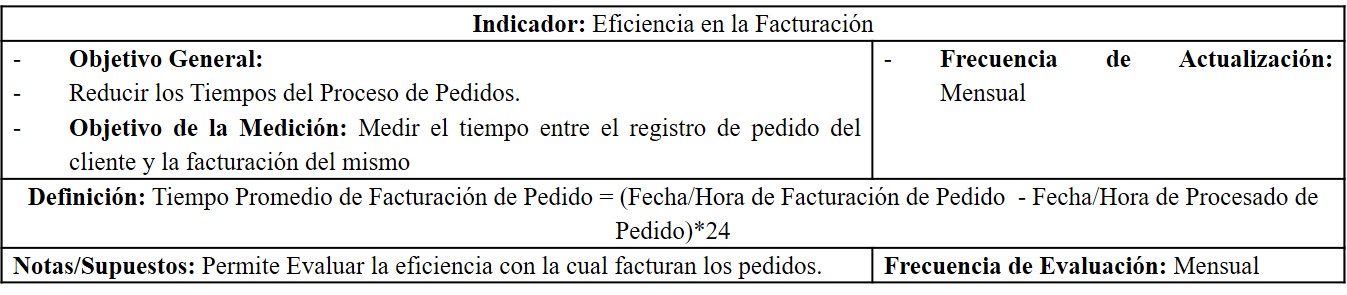 Indicador: Eficiencia en la Facturación
- Objetivo General:
- Reducir los Tiempos del Proceso de Pedidos.
- Objetivo de la Medición: Medir el tiempo entre el registro de pedido del
cliente y la facturación del mismo
- Frecuencia de Actualización:
Mensual
Definición: Tiempo Promedio de Facturación de Pedido = (Fecha/Hora de Facturación de Pedido - Fecha/Hora de Procesado de
Pedido)*24
Notas/Supuestos: Permite Evaluar la eficiencia con la cual facturan los pedidos.
Frecuencia de Evaluación: Mensual